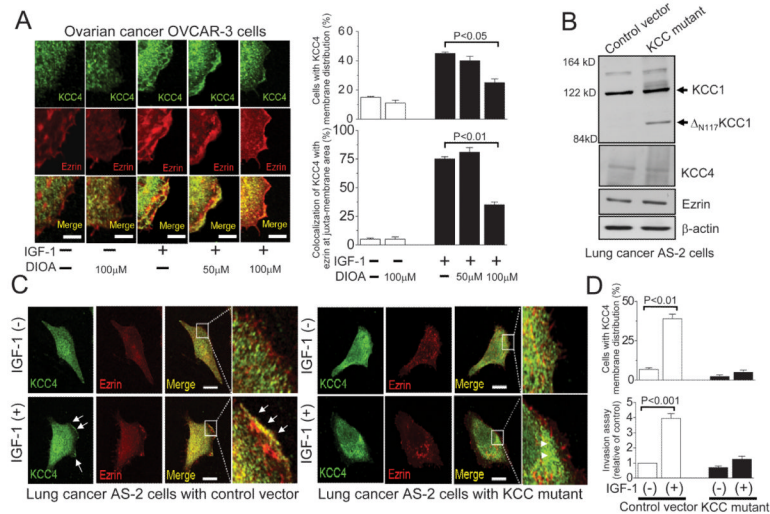 A
Ovarian cancer OVCAR-3 cells
KCC4 KCC4 KCC4 KCC4 KCC4
Ezrin Ezrin Ezrin Ezrin Ezrin
Merge Merge Merge Merge Merge
IGF-1 − − + + +
DIOA − 100µM − 50µM 100µM
Cells with KCC4
membrane distribution (%)
60
40
20
0
P<0.05
Colocalization of KCC4 with
ezrin at juxta-membrane area (%)
100
75
50
25
0
P<0.01
IGF-1 − − + + +
DIOA − 100µM − 50µM 100µM
B
Control vector
KCC mutant
164 kD
122 kD
84kD
KCC1
ΔN117KCC1
KCC4
Ezrin
β-actin
Lung cancer AS-2 cells
C
IGF-1 (-)
KCC4 Ezrin Merge
IGF-1 (+)
KCC4 Ezrin Merge
Lung cancer AS-2 cells with control vector
IGF-1 (-)
KCC4 Ezrin Merge
IGF-1 (+)
KCC4 Ezrin Merge
Lung cancer AS-2 cells with KCC mutant
D
Cells with KCC4
membrane distribution (%)
50
25
0
P<0.01
Invasion assay
(relative of control)
5
4
3
2
1
0
P<0.001
IGF-1 (-) (+) (-) (+)
Control vector KCC mutant